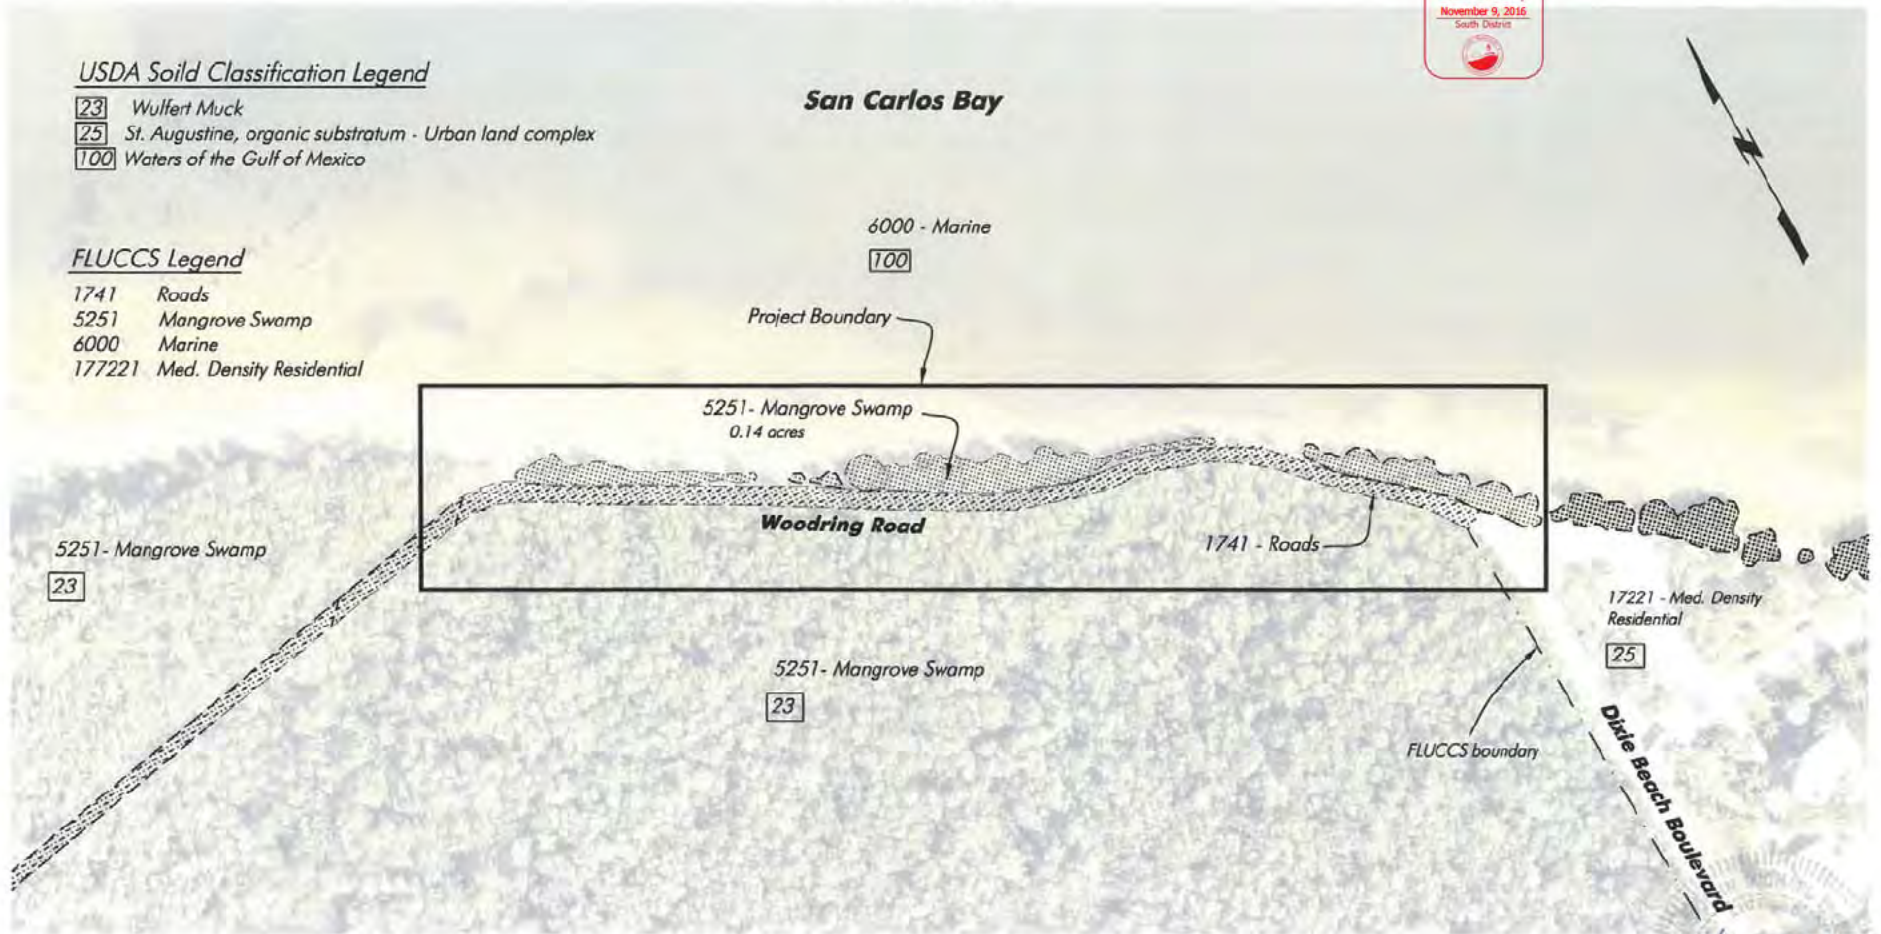 November 9, 2016
South District
USDA Soild Classification Legend
23 Wulfert Muck
25 St. Augustine, organic substratum - Urban land complex
100 Waters of the Gulf of Mexico
San Carlos Bay
6000 - Marine
100
FLUCCS Legend
1741 Roads
5251 Mangrove Swamp
6000 Marine
177221 Med. Density Residential
Project Boundary
5251- Mangrove Swamp
0.14 acres
Woodring Road
1741 - Roads
5251- Mangrove Swamp
23
17221 - Med. Density
Residential
25
5251- Mangrove Swamp
23
FLUCCS boundary
Dixie Beach Boulevard